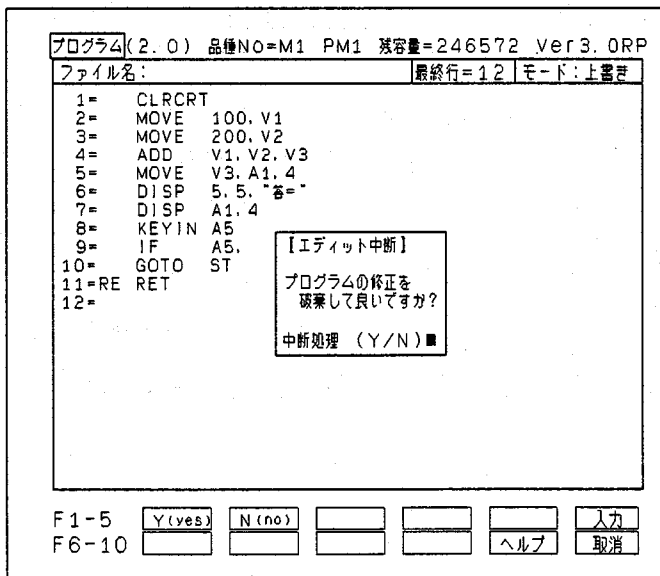 プログラム(2.0) 品種NO=M1 PM1 残容量=246572 Ver3.0RP
ファイル名: 最終行=12 モード:上書き
1= CLRCRT
2= MOVE 100,V1
3= MOVE 200,V2
4= ADD V1,V2,V3
5= MOVE V3,A1,4
6= DISP 5,5,"答="
7= DISP A1,4
8= KEYIN A5
9= IF A5,
10= GOTO ST
11=RE RET
12=
【エディット中断】
プログラムの修正を
破棄して良いですか?
中断処理 (Y/N)■
F1-5 Y(yes) N(no) 入力
F6-10 ヘルプ 取消